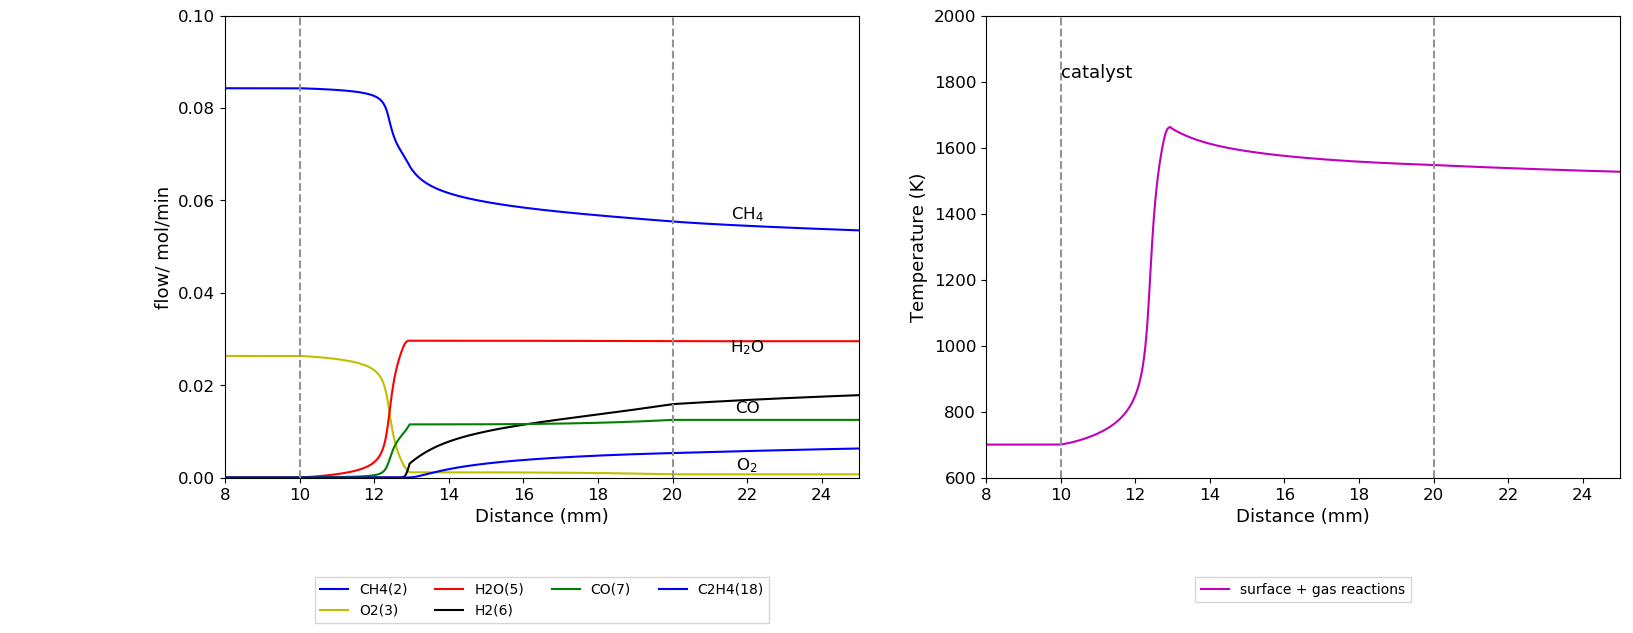 0.10
0.08
0.06
0.04
0.02
0.00
flow/ mol/min
CH₄
H₂O
CO
O₂
8 10 12 14 16 18 20 22 24
Distance (mm)
CH4(2) H2O(5) CO(7) C2H4(18)
O2(3) H2(6)
2000
1800
1600
1400
1200
1000
800
600
Temperature (K)
catalyst
8 10 12 14 16 18 20 22 24
Distance (mm)
surface + gas reactions